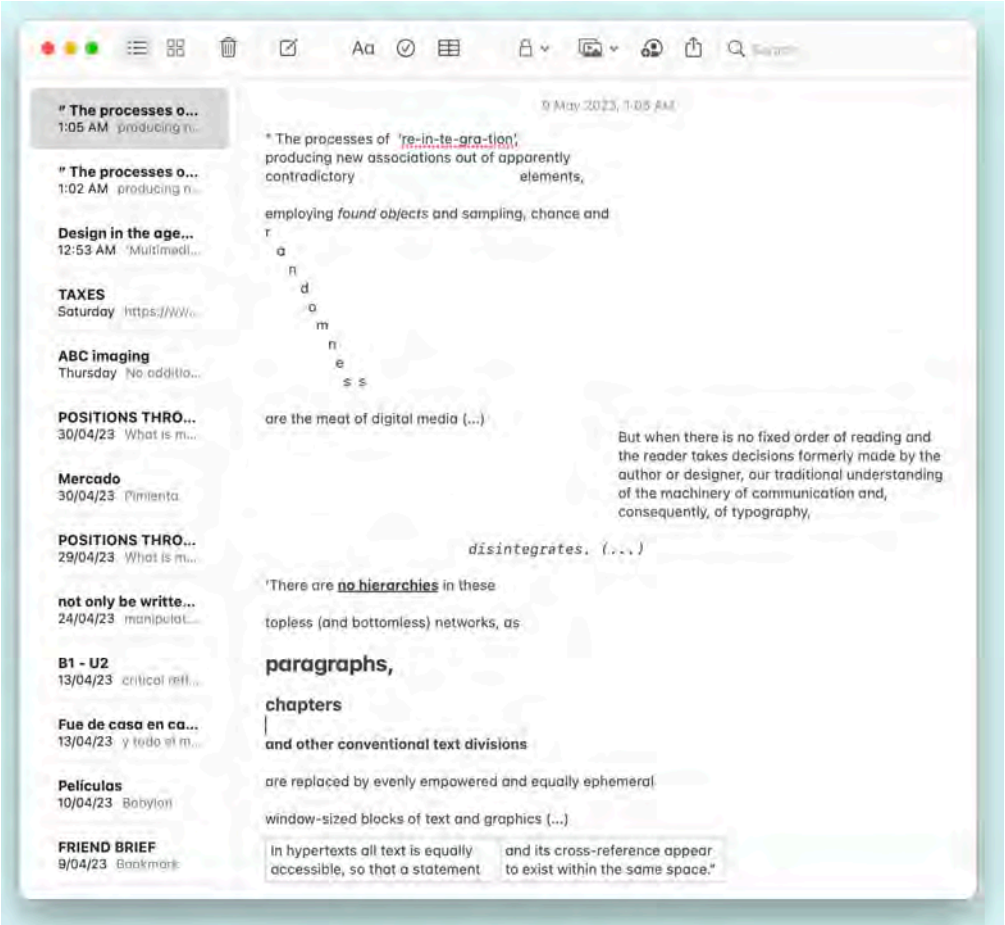 Aa
Search
" The processes o...
1:05 AM producing n...
" The processes o...
1:02 AM producing n...
Design in the age...
12:53 AM 'Multimedi...
TAXES
Saturday https://ww...
ABC imaging
Thursday No additio...
POSITIONS THRO...
30/04/23 What is m...
Mercado
30/04/23 Pimienta
POSITIONS THRO...
29/04/23 What is m...
not only be writte...
24/04/23 manipulat...
B1 - U2
13/04/23 critical refl...
Fue de casa en ca...
13/04/23 y todo el m...
Películas
10/04/23 Babylon
FRIEND BRIEF
9/04/23 Bookmark
9 May 2023, 1:05 AM
" The processes of 're-in-te-gra-tion',
producing new associations out of apparently
contradictory elements,
employing found objects and sampling, chance and
r
a
n
d
o
m
n
e
s s
are the meat of digital media (...)
But when there is no fixed order of reading and
the reader takes decisions formerly made by the
author or designer, our traditional understanding
of the machinery of communication and,
consequently, of typography,
disintegrates. (...)
'There are no hierarchies in these
topless (and bottomless) networks, as
paragraphs,
chapters
and other conventional text divisions
are replaced by evenly empowered and equally ephemeral
window-sized blocks of text and graphics (...)
In hypertexts all text is equally
accessible, so that a statement
and its cross-reference appear
to exist within the same space."